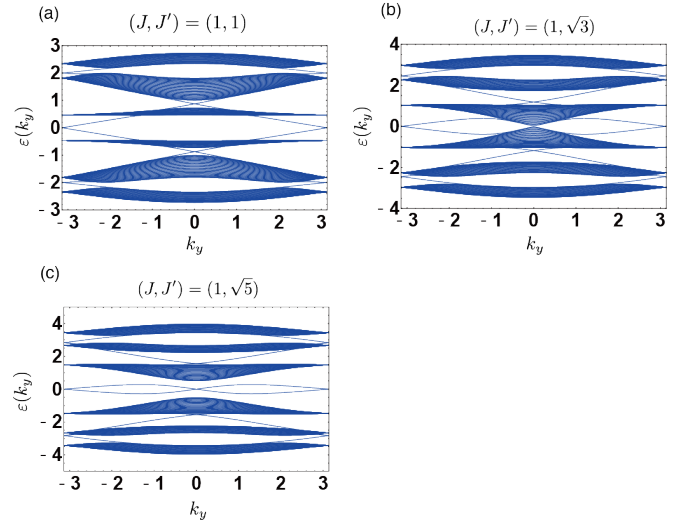 (a)
(J, J′) = (1, 1)
3
2
1
0
- 1
- 2
- 3
ε(k_y)
- 3 - 2 - 1 0 1 2 3
k_y
(b)
(J, J′) = (1, √3)
4
2
0
- 2
- 4
ε(k_y)
- 3 - 2 - 1 0 1 2 3
k_y
(c)
(J, J′) = (1, √5)
4
2
0
- 2
- 4
ε(k_y)
- 3 - 2 - 1 0 1 2 3
k_y